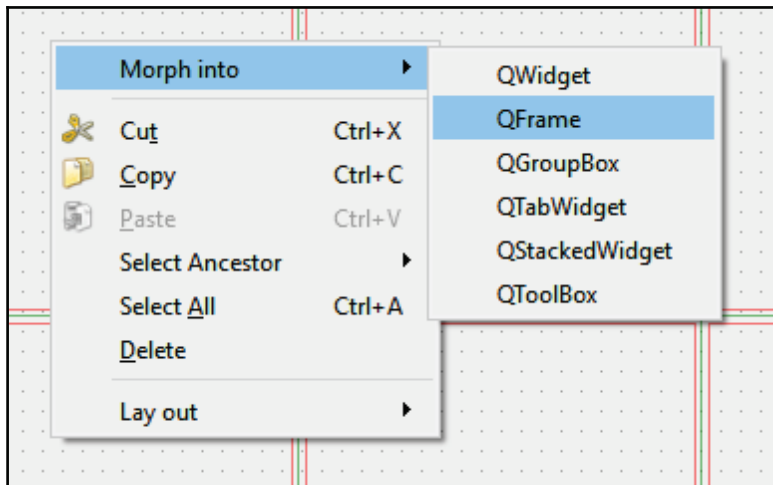 Morph into
Cut Ctrl+X
Copy Ctrl+C
Paste Ctrl+V
Select Ancestor
Select All Ctrl+A
Delete
Lay out
QWidget
QFrame
QGroupBox
QTabWidget
QStackedWidget
QToolBox